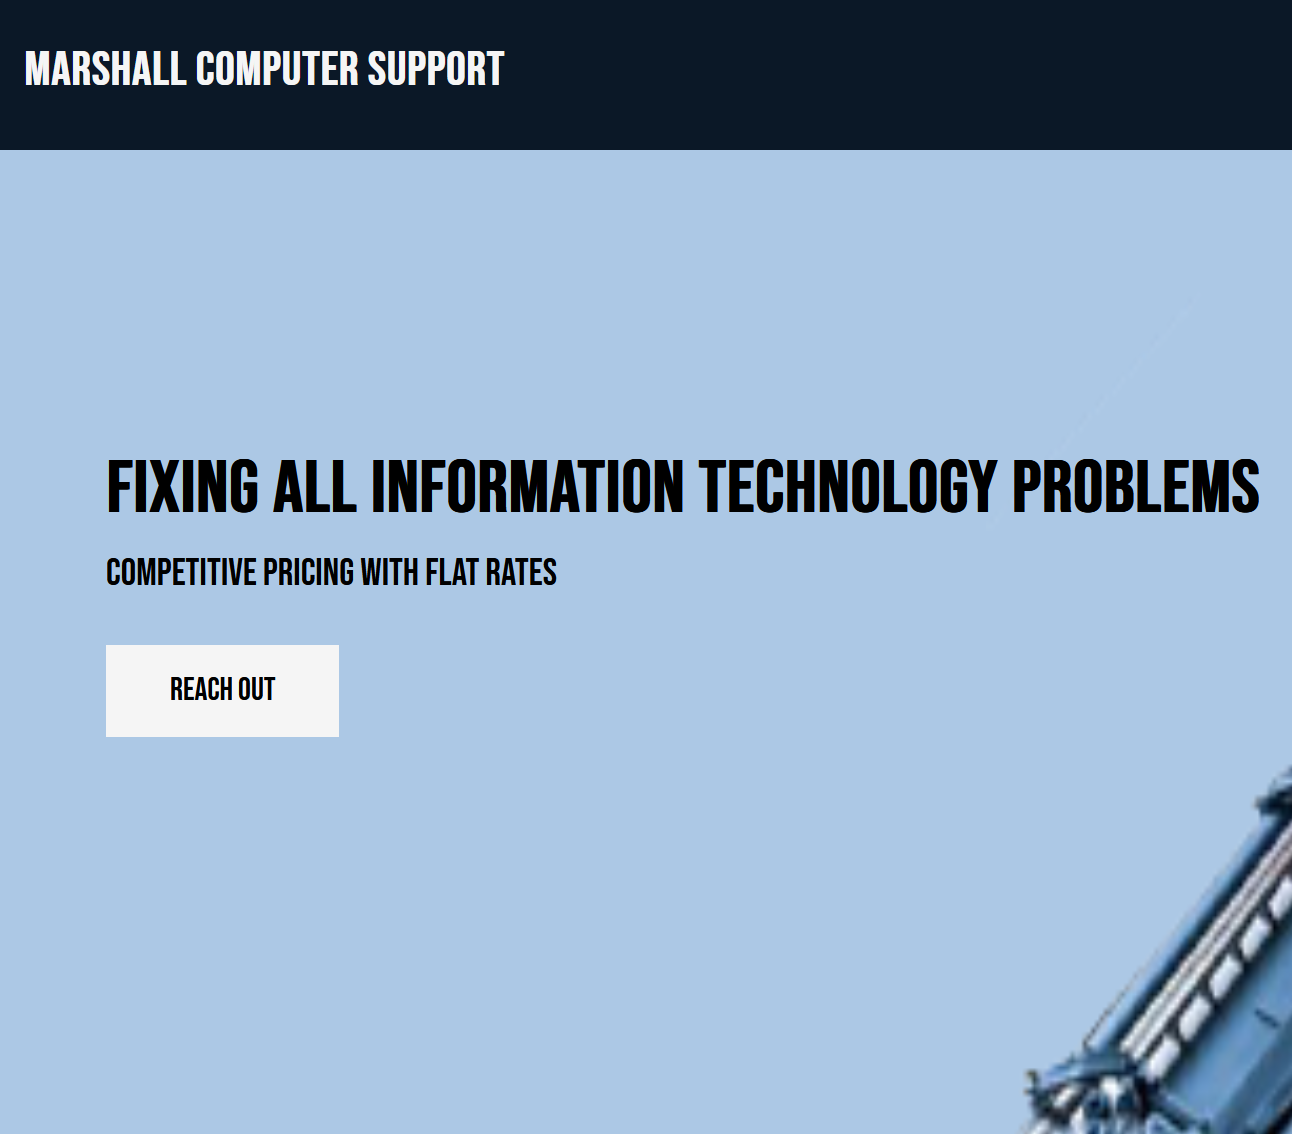 MARSHALL COMPUTER SUPPORT
FIXING ALL INFORMATION TECHNOLOGY PROBLEMS
COMPETITIVE PRICING WITH FLAT RATES
REACH OUT